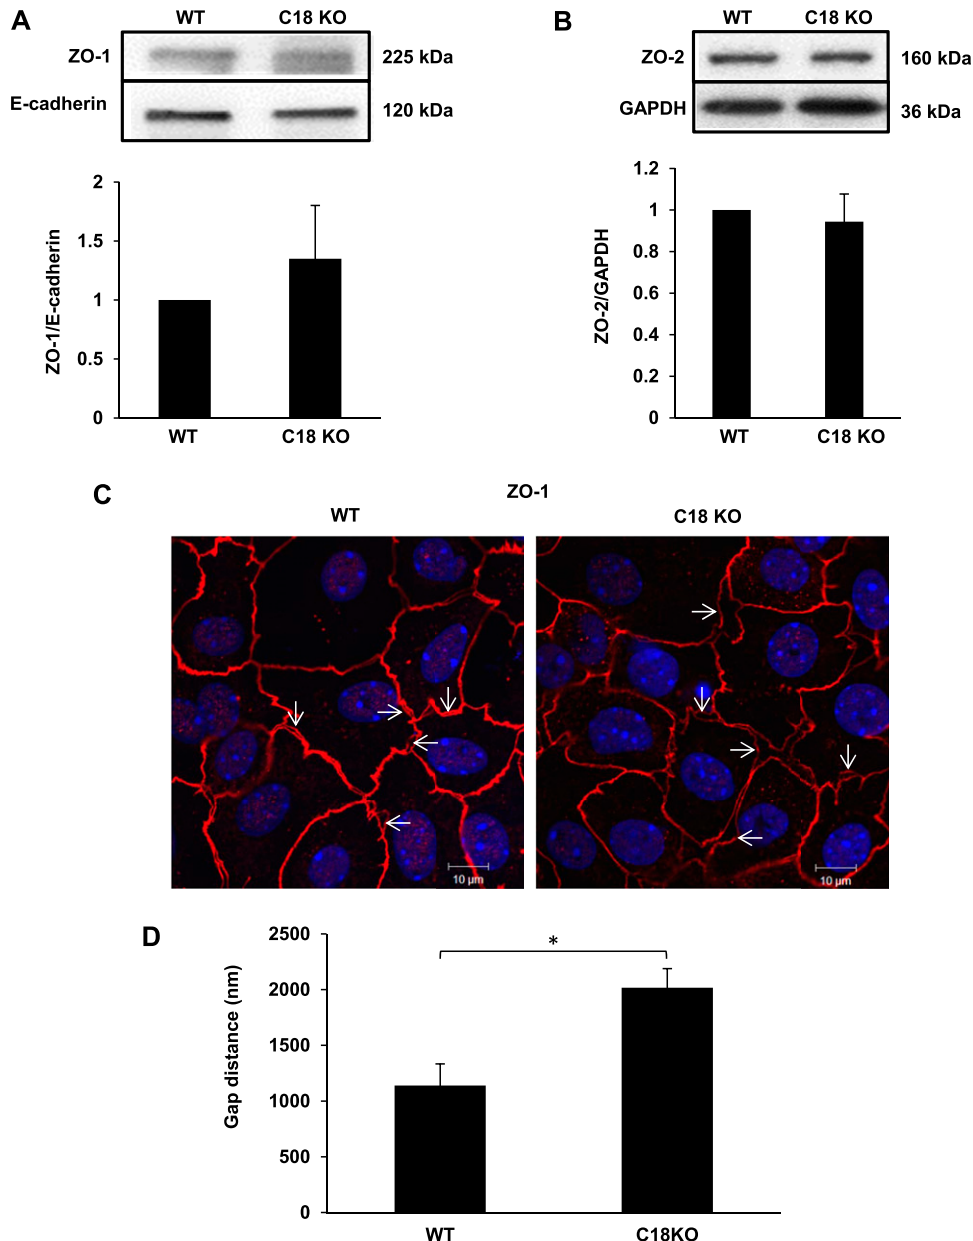 A
WT C18 KO
ZO-1 225 kDa
E-cadherin 120 kDa
2
1.5
1
0.5
0
ZO-1/E-cadherin
WT C18 KO
B
WT C18 KO
ZO-2 160 kDa
GAPDH 36 kDa
1.2
1
0.8
0.6
0.4
0.2
0
ZO-2/GAPDH
WT C18 KO
C
ZO-1
WT C18 KO
10 µm 10 µm
D
2500
2000
1500
1000
500
0
Gap distance (nm)
*
WT C18KO